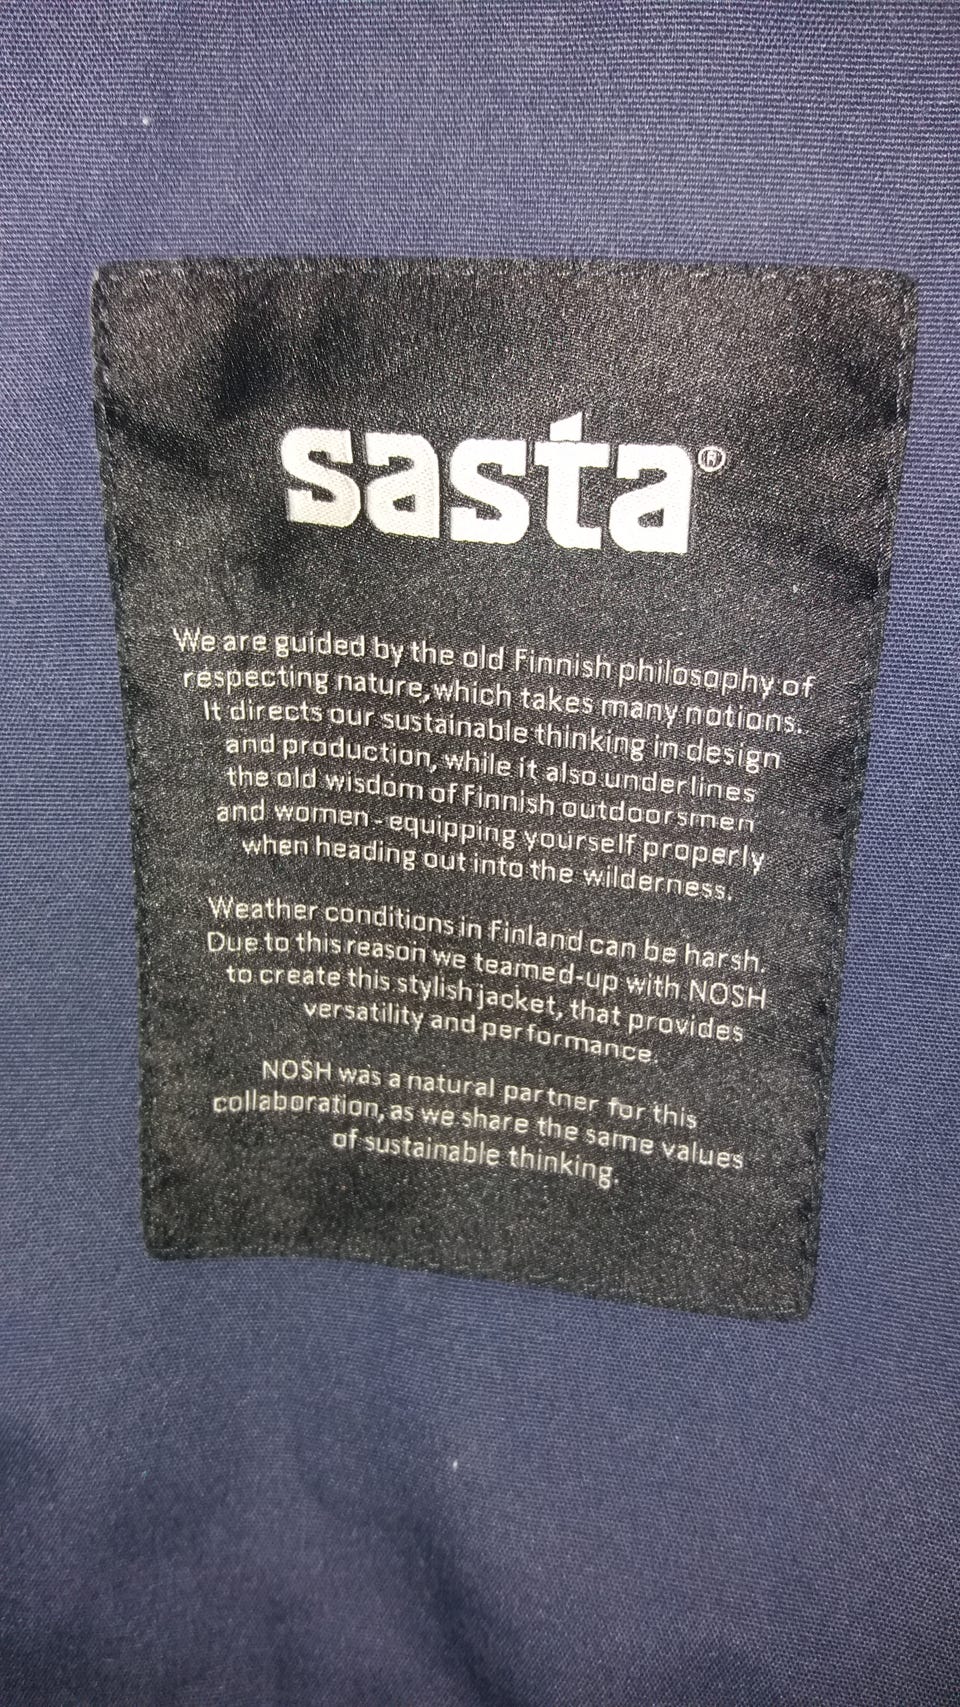 sasta®
We are guided by the old Finnish philosophy of
respecting nature, which takes many notions.
It directs our sustainable thinking in design
and production, while it also underlines
the old wisdom of Finnish outdoorsmen
and women - equipping yourself properly
when heading out into the wilderness.
Weather conditions in Finland can be harsh.
Due to this reason we teamed-up with NOSH
to create this stylish jacket, that provides
versatility and performance.
NOSH was a natural partner for this
collaboration, as we share the same values
of sustainable thinking.